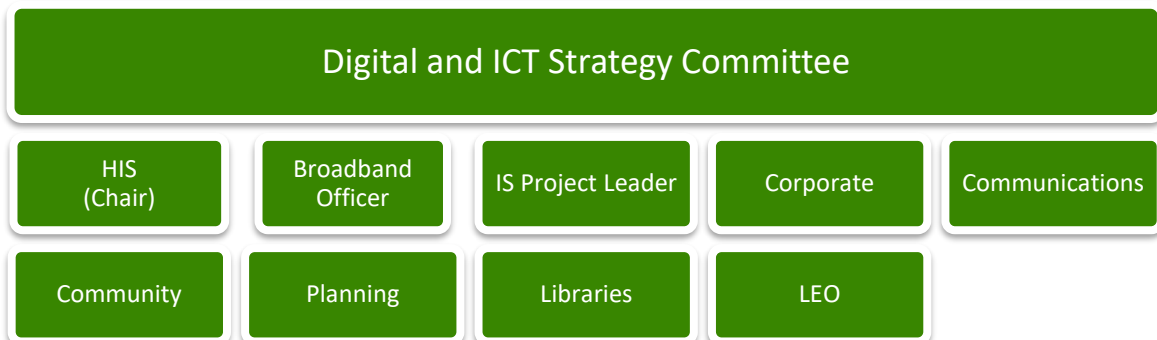 Digital and ICT Strategy Committee
HIS
(Chair)
Broadband
Officer
IS Project Leader
Corporate
Communications
Community
Planning
Libraries
LEO